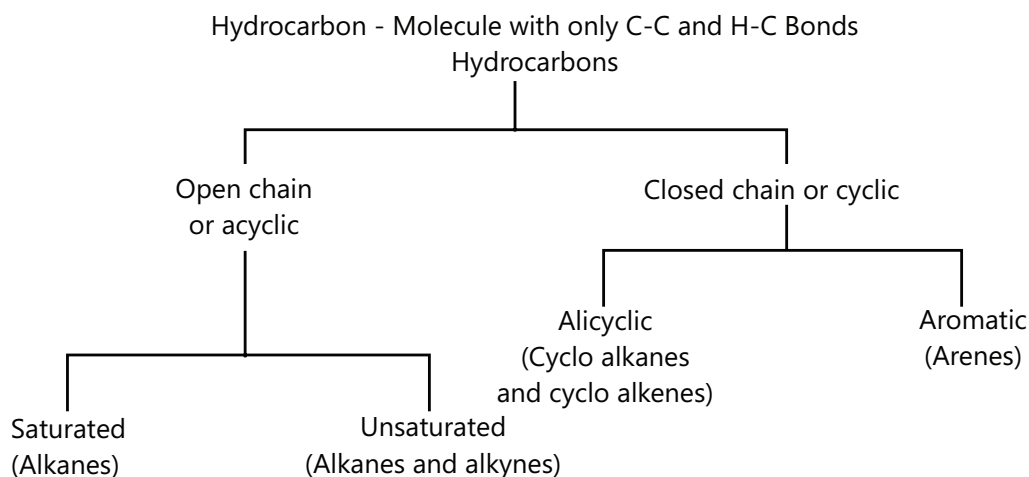 Hydrocarbon - Molecule with only C-C and H-C Bonds
Hydrocarbons
Open chain
or acyclic
Closed chain or cyclic
Alicyclic
(Cyclo alkanes
and cyclo alkenes)
Aromatic
(Arenes)
Saturated
(Alkanes)
Unsaturated
(Alkanes and alkynes)